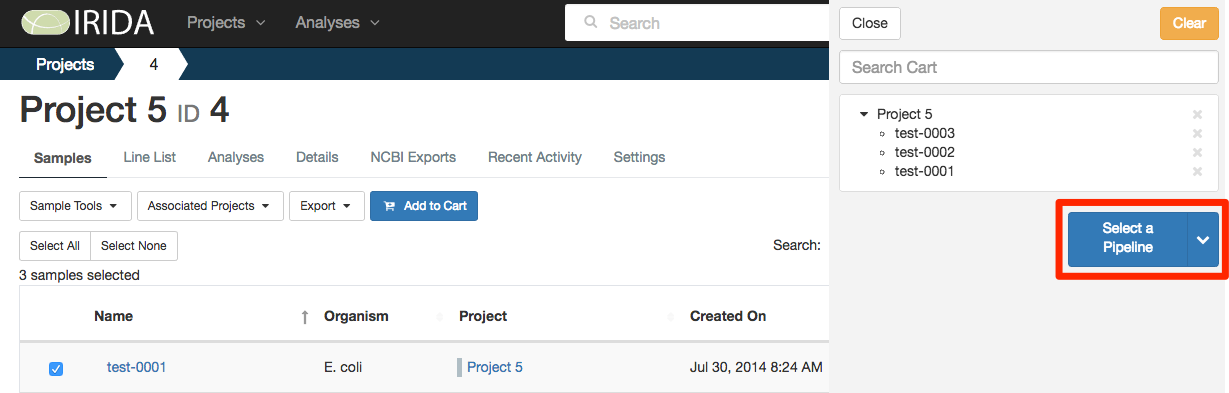 IRIDA Projects Analyses Search
Projects 4
Project 5 ID 4
Samples Line List Analyses Details NCBI Exports Recent Activity Settings
Sample Tools Associated Projects Export Add to Cart
Select All Select None Search:
3 samples selected
Name Organism Project Created On
test-0001 E. coli Project 5 Jul 30, 2014 8:24 AM
Close Clear
Search Cart
Project 5
test-0003
test-0002
test-0001
Select a
Pipeline